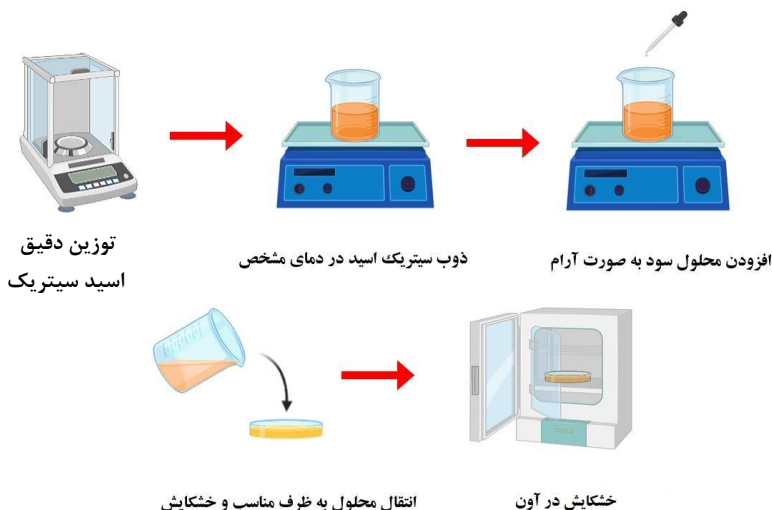 توزین دقیق
اسید سیتریک
ذوب سیتریک اسید در دمای مشخص
افزودن محلول سود به صورت آرام
انتقال محلول به ظرف مناسب و خشکایش
خشکایش در آون